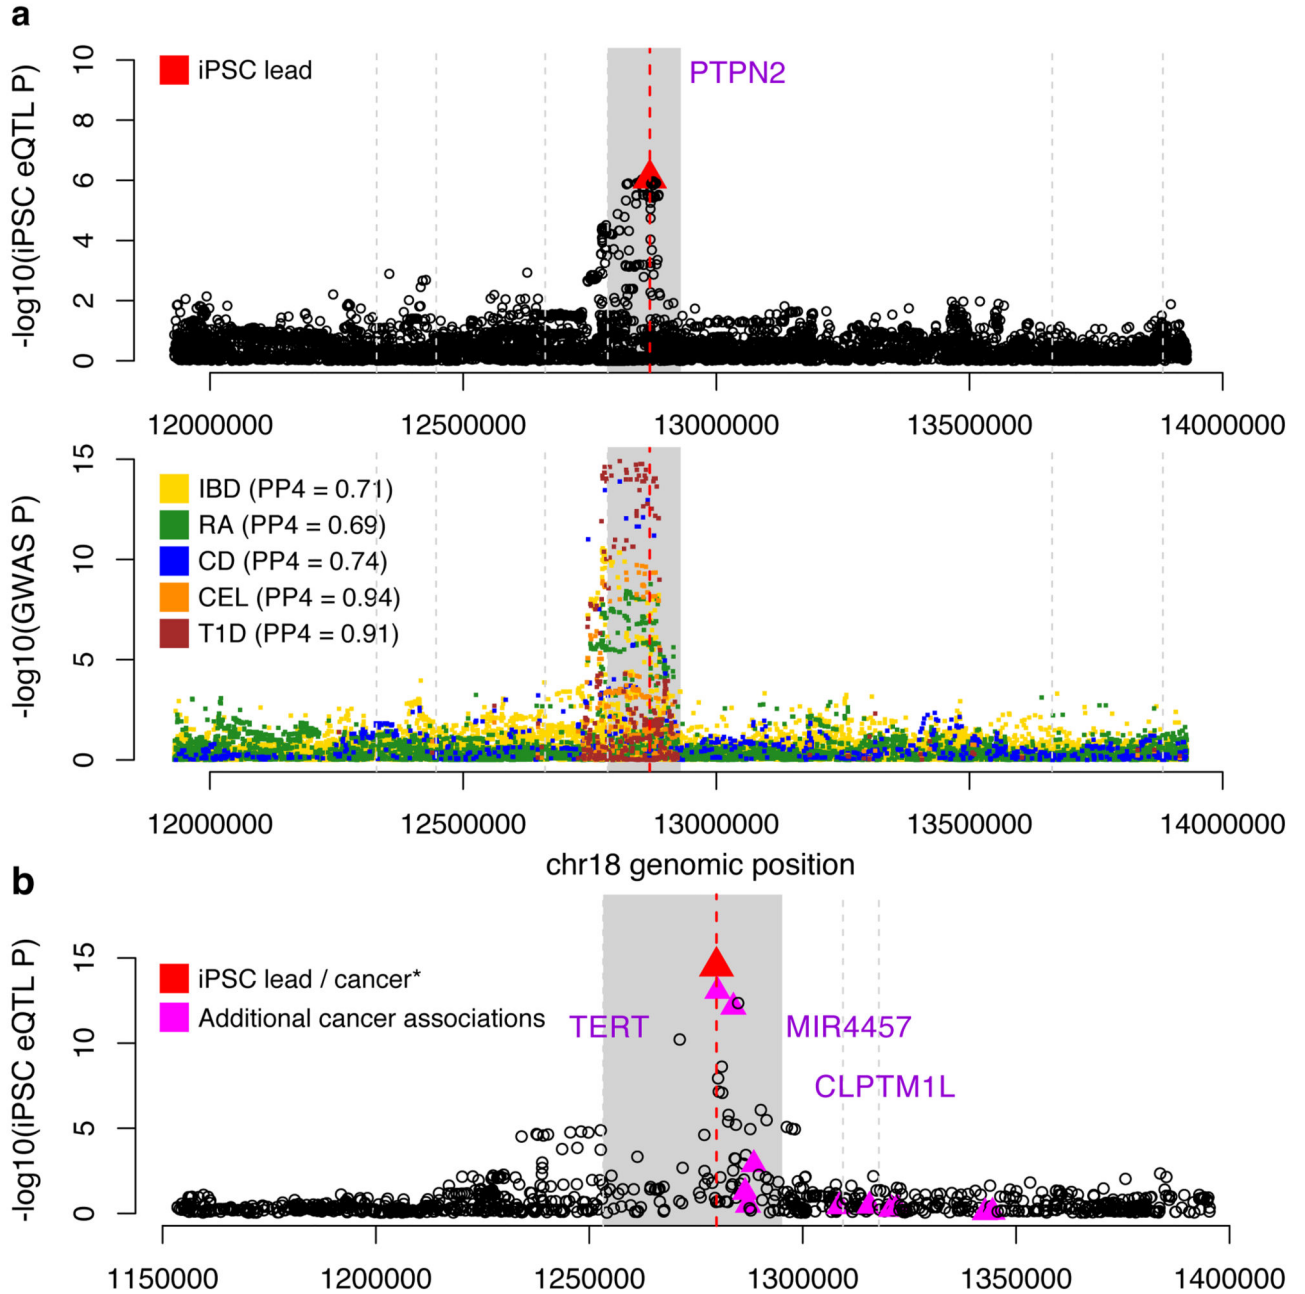 a
-log10(iPSC eQTL P)
10
8
6
4
2
0
iPSC lead
PTPN2
12000000 12500000 13000000 13500000 14000000
-log10(GWAS P)
15
10
5
0
IBD (PP4 = 0.71)
RA (PP4 = 0.69)
CD (PP4 = 0.74)
CEL (PP4 = 0.94)
T1D (PP4 = 0.91)
12000000 12500000 13000000 13500000 14000000
chr18 genomic position
b
-log10(iPSC eQTL P)
15
10
5
0
iPSC lead / cancer*
Additional cancer associations
TERT
MIR4457
CLPTM1L
1150000 1200000 1250000 1300000 1350000 1400000